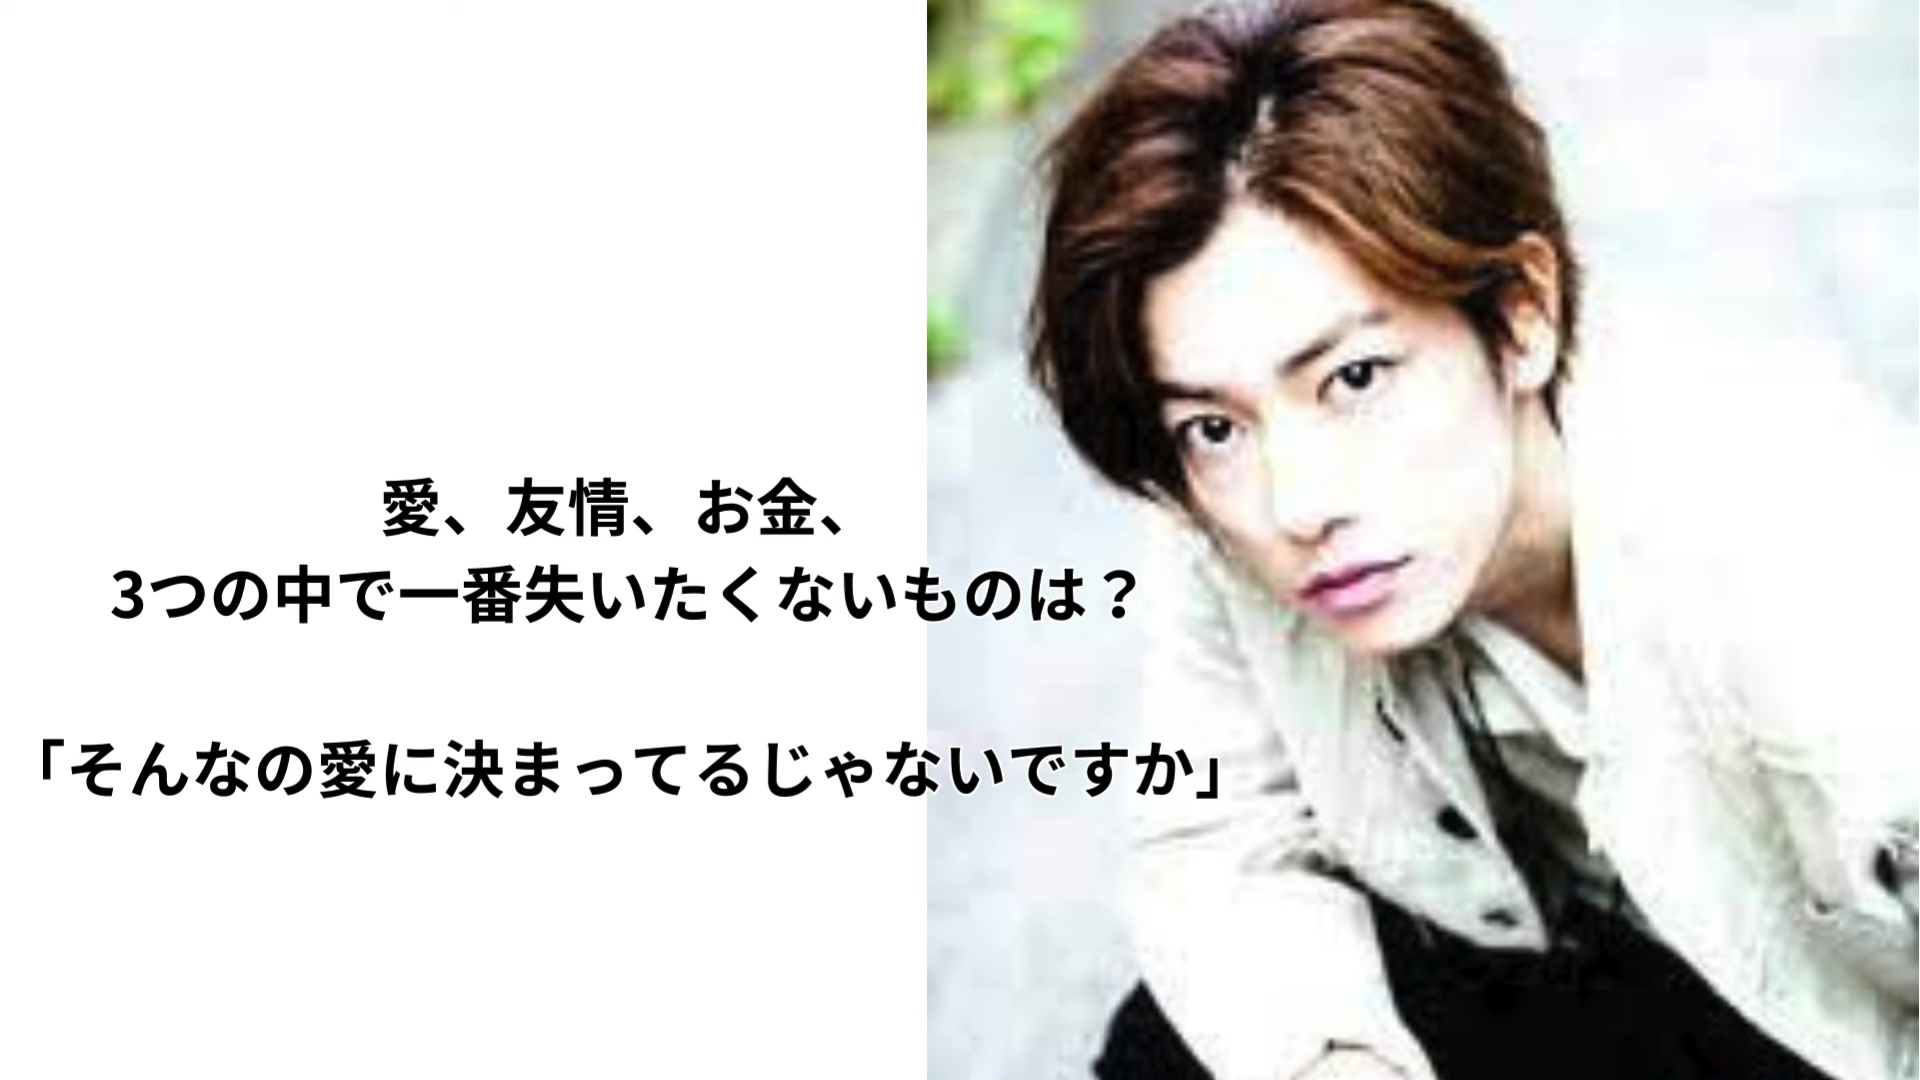 愛、友情、お金、
3つの中で一番失いたくないものは？
「そんなの愛に決まってるじゃないですか」